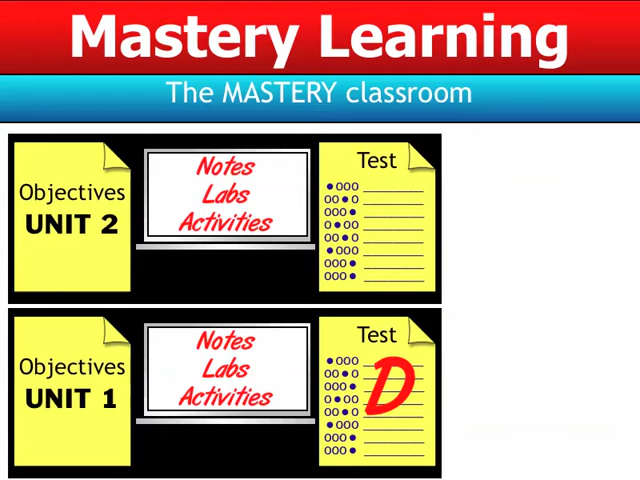 Mastery Learning
The MASTERY classroom
Objectives
UNIT 2
Notes
Labs
Activities
Test
Objectives
UNIT 1
Notes
Labs
Activities
Test
D